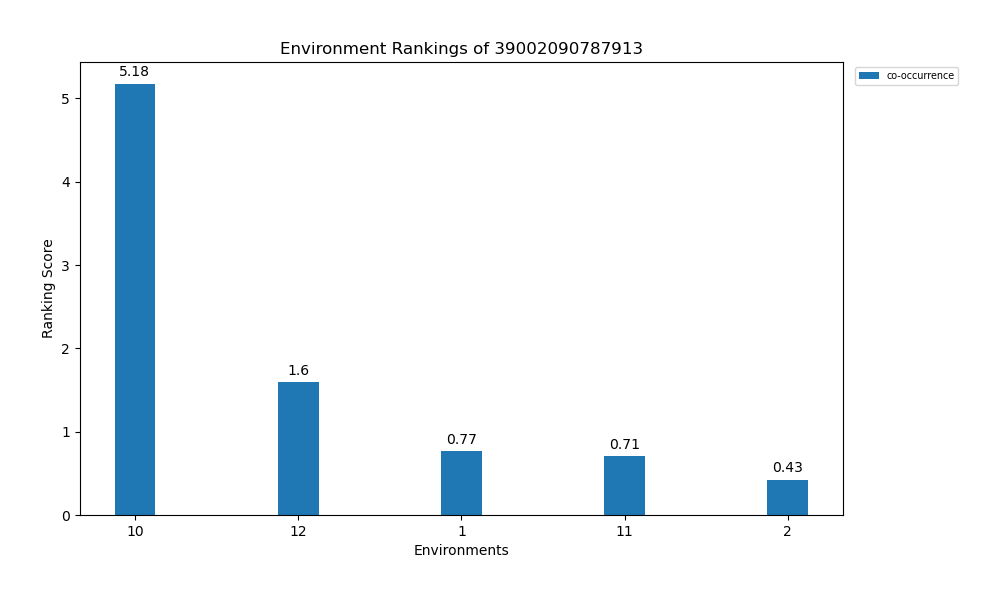 Environment Rankings of 39002090787913
co-occurrence
5.18
1.6
0.77
0.71
0.43
Ranking Score
5
4
3
2
1
0
10 12 1 11 2
Environments